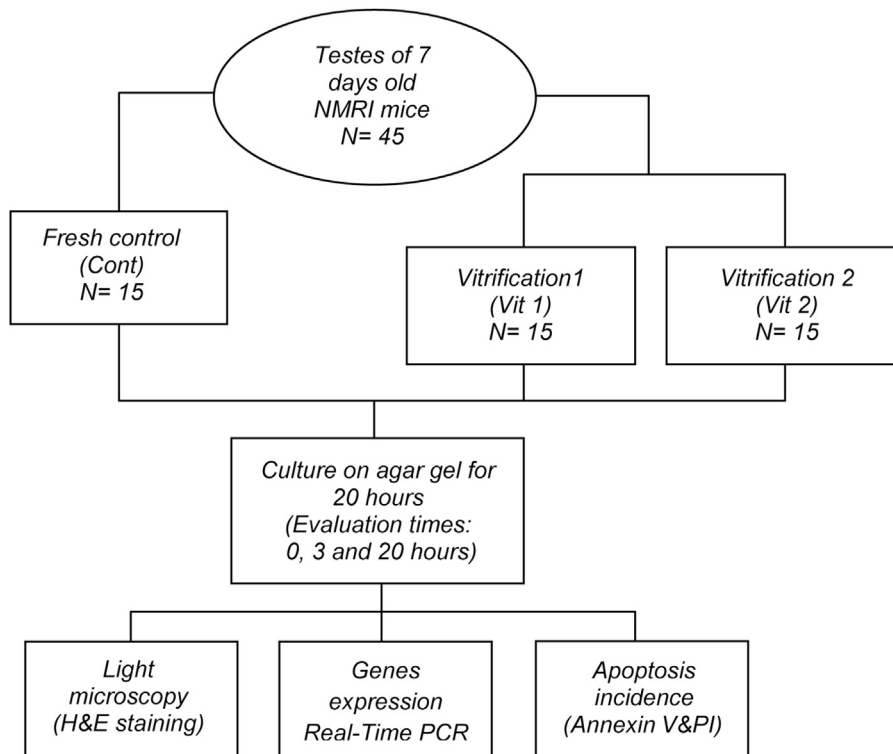 Testes of 7
days old
NMRI mice
N= 45
Fresh control
(Cont)
N= 15
Vitrification1
(Vit 1)
N= 15
Vitrification 2
(Vit 2)
N= 15
Culture on agar gel for
20 hours
(Evaluation times:
0, 3 and 20 hours)
Light
microscopy
(H&E staining)
Genes
expression
Real-Time PCR
Apoptosis
incidence
(Annexin V&PI)